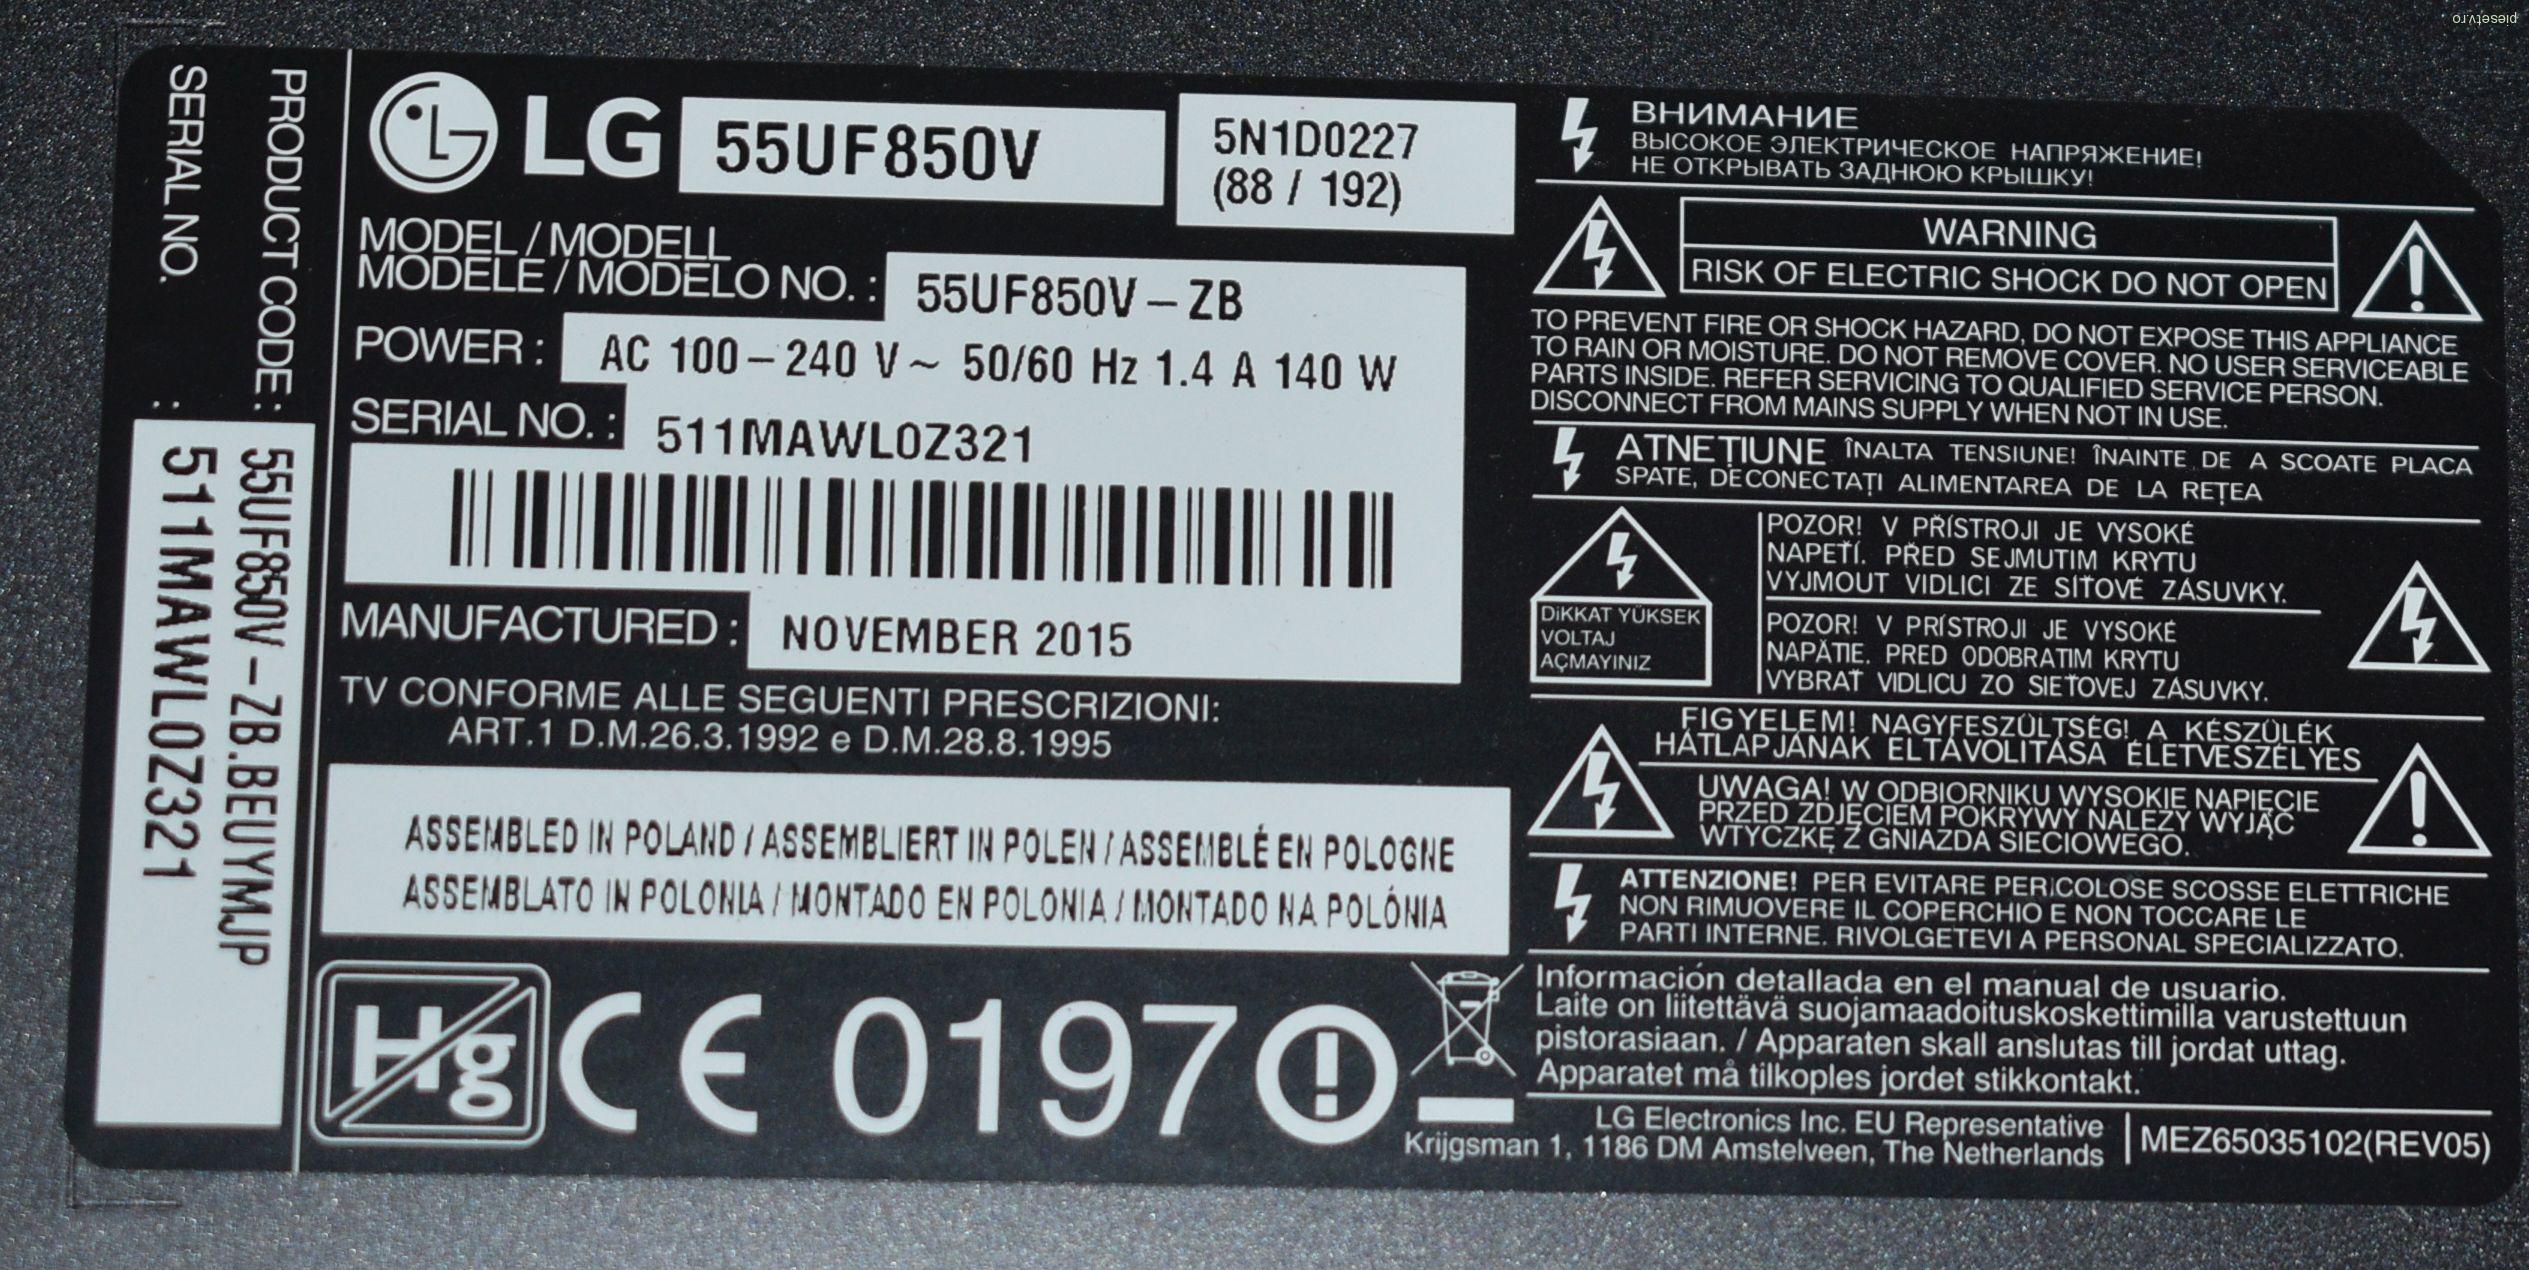 PRODUCT CODE: 55UF850V-ZB.BEUYMJP
SERIAL NO. : 511MAWL0Z321
LG 55UF850V
5N1D0227
(88 / 192)
MODEL / MODELL
MODELE / MODELO NO. : 55UF850V-ZB
POWER : AC 100-240 V~ 50/60 Hz 1.4 A 140 W
SERIAL NO. : 511MAWL0Z321
MANUFACTURED : NOVEMBER 2015
TV CONFORME ALLE SEGUENTI PRESCRIZIONI:
ART.1 D.M.26.3.1992 e D.M.28.8.1995
ASSEMBLED IN POLAND / ASSEMBLIERT IN POLEN / ASSEMBLÉ EN POLOGNE
ASSEMBLATO IN POLONIA / MONTADO EN POLONIA / MONTADO NA POLÓNIA
Hg CE 0197
ВНИМАНИЕ
ВЫСОКОЕ ЭЛЕКТРИЧЕСКОЕ НАПРЯЖЕНИЕ!
НЕ ОТКРЫВАТЬ ЗАДНЮЮ КРЫШКУ!
WARNING
RISK OF ELECTRIC SHOCK DO NOT OPEN
TO PREVENT FIRE OR SHOCK HAZARD, DO NOT EXPOSE THIS APPLIANCE
TO RAIN OR MOISTURE. DO NOT REMOVE COVER. NO USER SERVICEABLE
PARTS INSIDE. REFER SERVICING TO QUALIFIED SERVICE PERSON.
DISCONNECT FROM MAINS SUPPLY WHEN NOT IN USE.
ATNEȚIUNE ÎNALTA TENSIUNE! ÎNAINTE DE A SCOATE PLACA
SPATE, DECONECTAȚI ALIMENTAREA DE LA REȚEA
DiKKAT YÜKSEK
VOLTAJ
AÇMAYINIZ
POZOR! V PŘÍSTROJI JE VYSOKÉ
NAPETÍ. PŘED SEJMUTIM KRYTU
VYJMOUT VIDLICI ZE SÍŤOVÉ ZÁSUVKY.
POZOR! V PRÍSTROJI JE VYSOKÉ
NAPÄTIE. PRED ODOBRATIM KRYTU
VYBRAŤ VIDLICU ZO SIEŤOVEJ ZÁSUVKY.
FIGYELEM! NAGYFESZÜLTSÉG! A KÉSZÜLÉK
HÁTLAPJÁNAK ELTÁVOLITÁSA ÉLETVESZÉLYES
UWAGA! W ODBIORNIKU WYSOKIE NAPIĘCIE
PRZED ZDJĘCIEM POKRYWY NALEŻY WYJĄĆ
WTYCZKĘ Z GNIAZDA SIECIOWEGO.
ATTENZIONE! PER EVITARE PERICOLOSE SCOSSE ELETTRICHE
NON RIMUOVERE IL COPERCHIO E NON TOCCARE LE
PARTI INTERNE. RIVOLGETEVI A PERSONAL SPECIALIZZATO.
Información detallada en el manual de usuario.
Laite on liitettävä suojamaadoituskoskettimilla varustettuun
pistorasiaan. / Apparaten skall anslutas till jordat uttag.
Apparatet må tilkoples jordet stikkontakt.
LG Electronics Inc. EU Representative
Krijgsman 1, 1186 DM Amstelveen, The Netherlands
MEZ65035102(REV05)
piesetv.ro